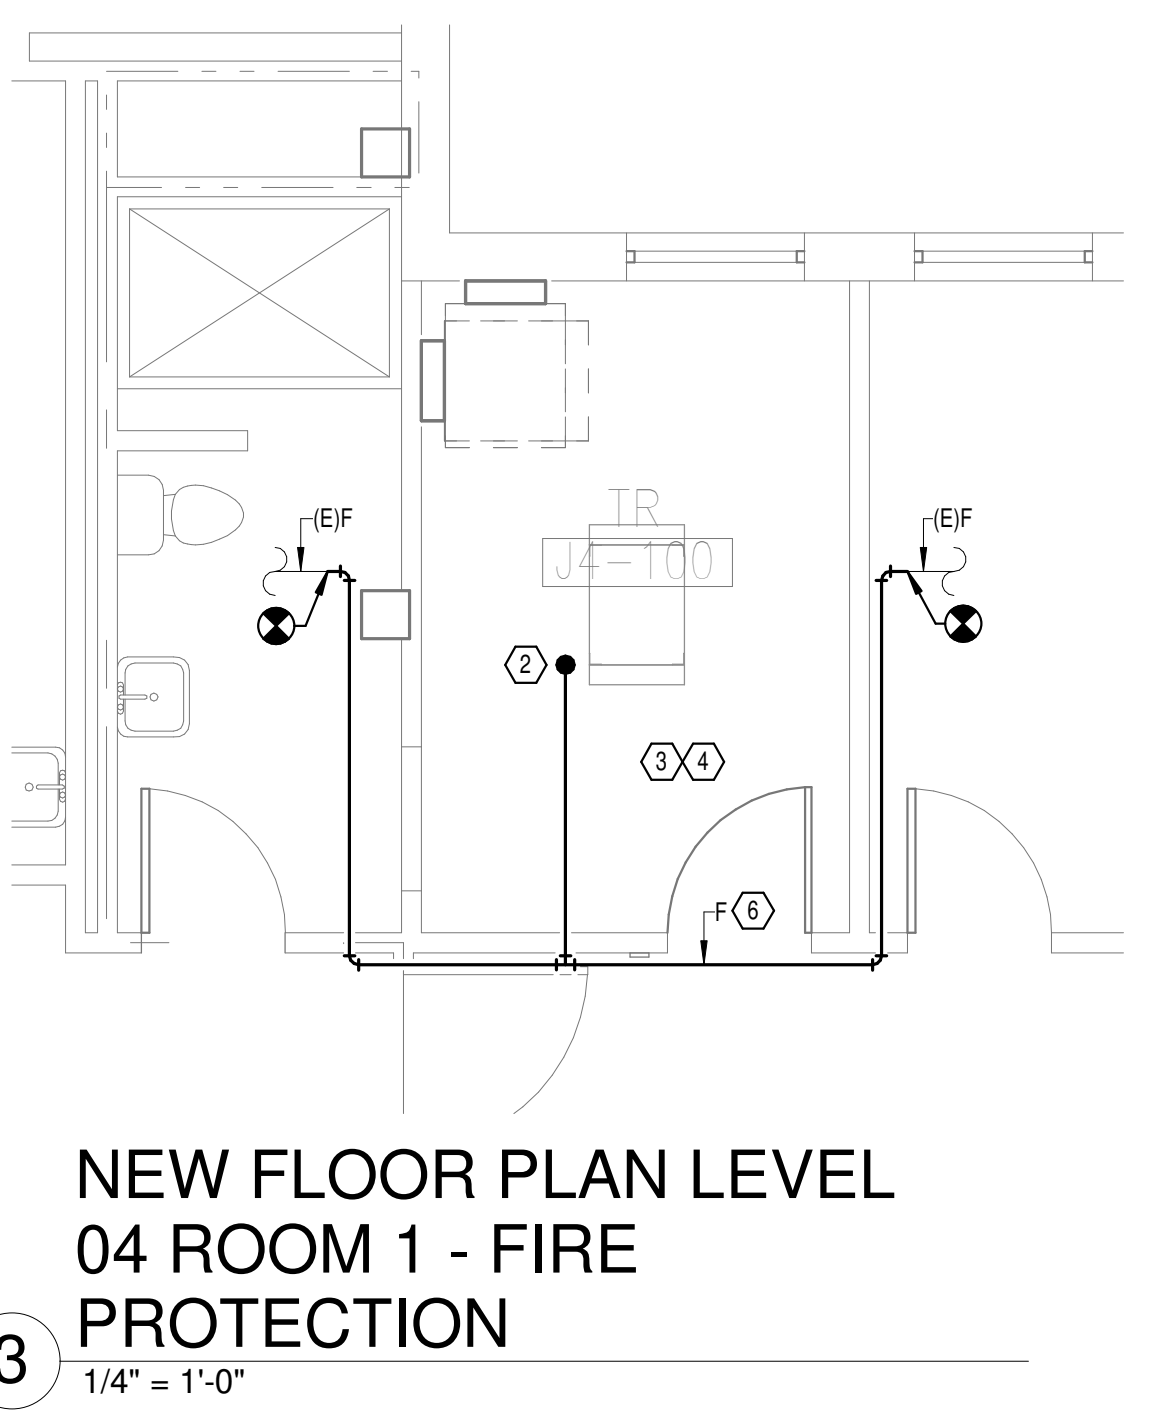 TR
J4-100
(E)F
(E)F
2
3 4
F 6
NEW FLOOR PLAN LEVEL
04 ROOM 1 - FIRE
PROTECTION
3
1/4" = 1'-0"